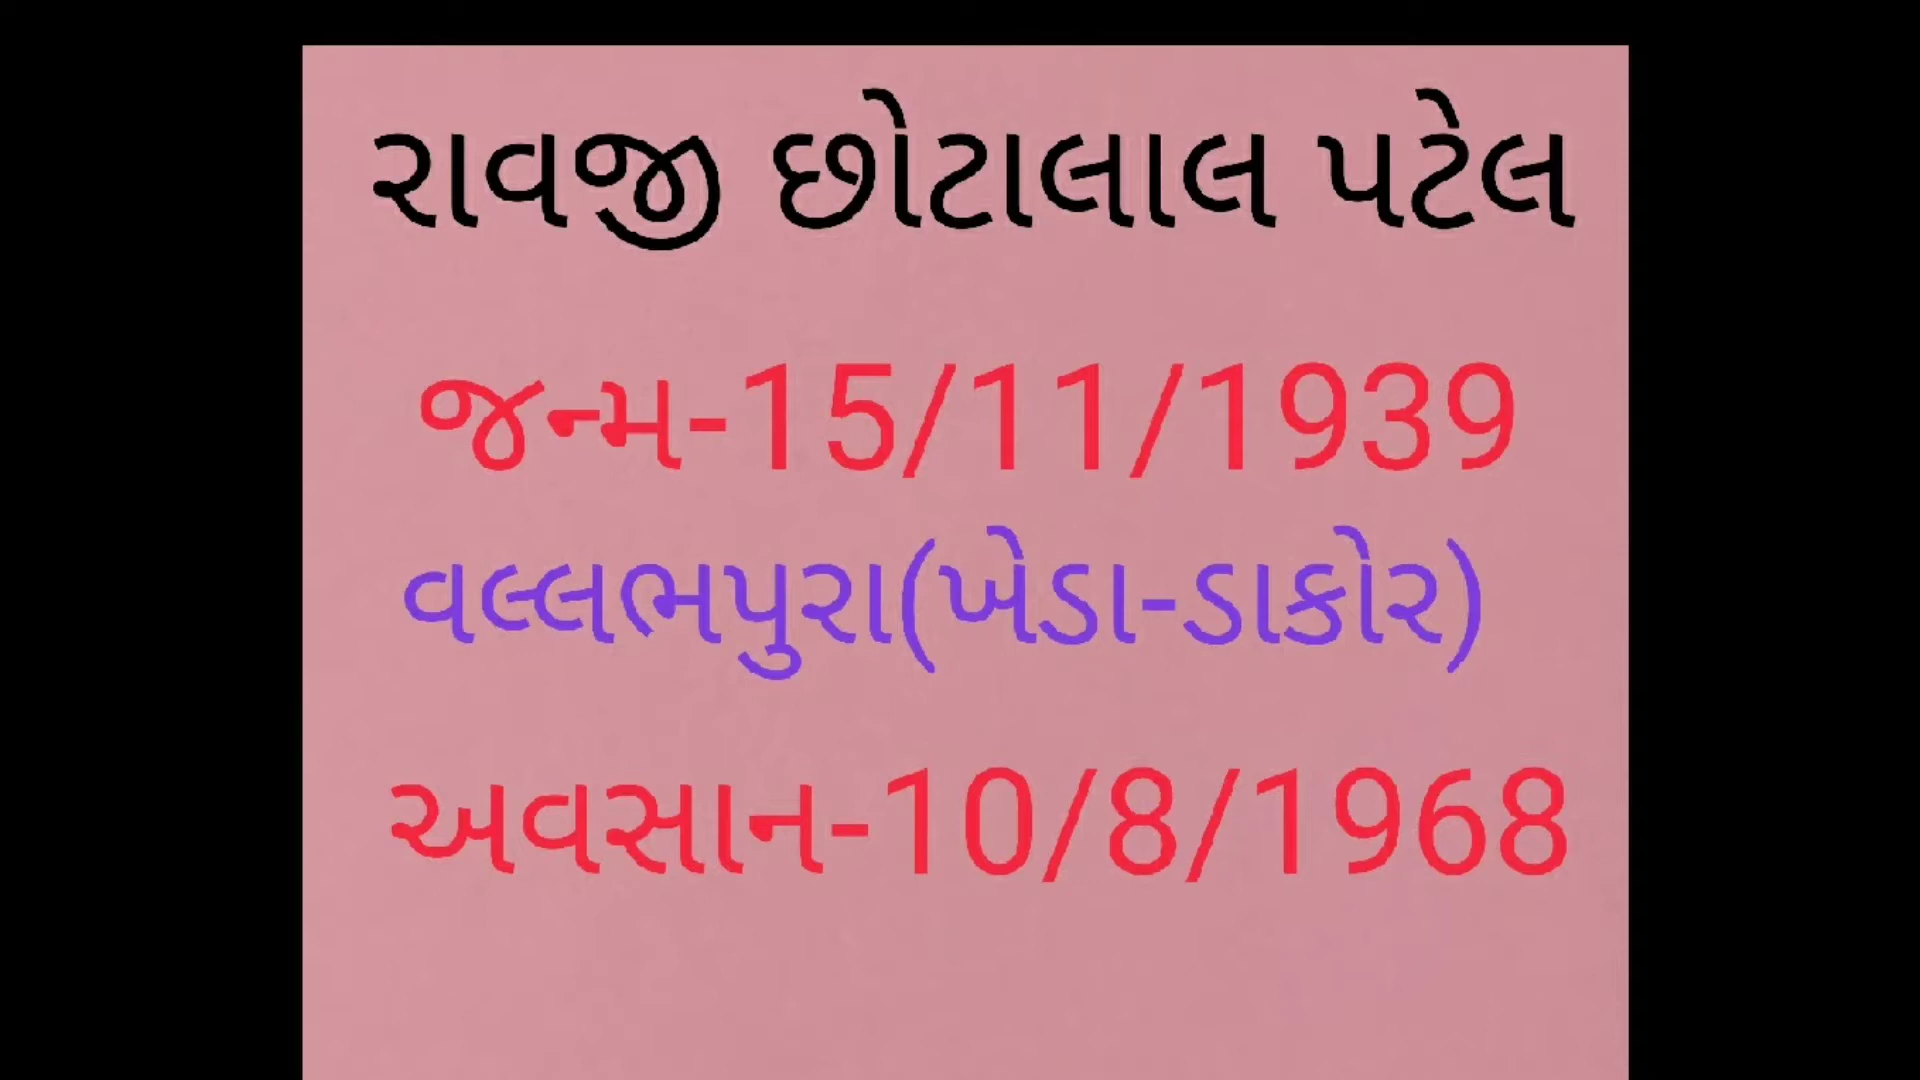 રાવજી છોટાલાલ પટેલ
જન્મ-15/11/1939
વલ્લભપુરા(ખેડા-ડાકોર)
અવસાન-10/8/1968